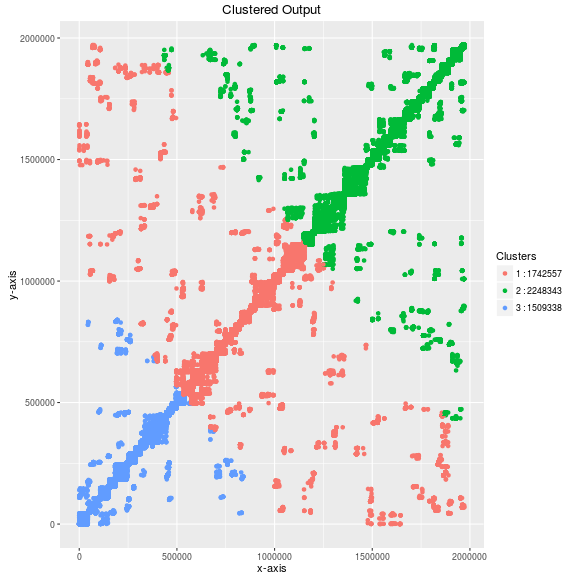 Clustered Output
2000000
1500000
1000000
500000
0
y-axis
0 500000 1000000 1500000 2000000
x-axis
Clusters
1 : 1742557
2 : 2248343
3 : 1509338